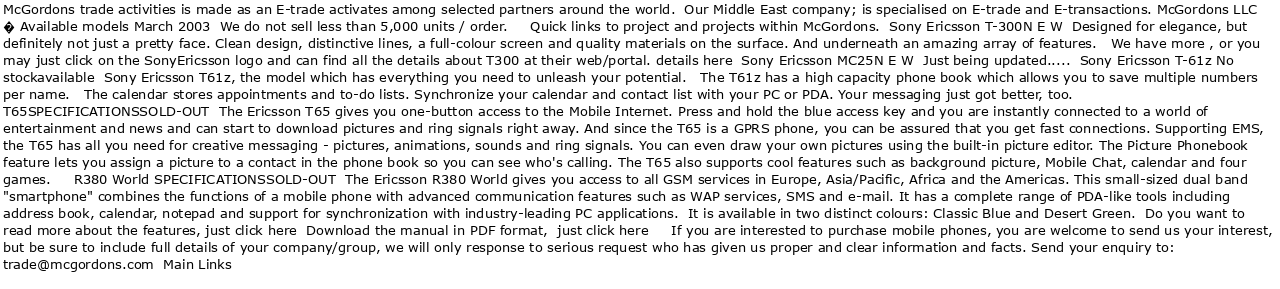 McGordons trade activities is made as an E-trade activates among selected partners around the world.  Our Middle East company; is specialised on E-trade and E-transactions. McGordons LLC
� Available models March 2003  We do not sell less than 5,000 units / order.     Quick links to project and projects within McGordons.  Sony Ericsson T-300N E W  Designed for elegance, but
definitely not just a pretty face. Clean design, distinctive lines, a full-colour screen and quality materials on the surface. And underneath an amazing array of features.   We have more , or you
may just click on the SonyEricsson logo and can find all the details about T300 at their web/portal. details here  Sony Ericsson MC25N E W  Just being updated.....  Sony Ericsson T-61z No
stockavailable  Sony Ericsson T61z, the model which has everything you need to unleash your potential.   The T61z has a high capacity phone book which allows you to save multiple numbers
per name.   The calendar stores appointments and to-do lists. Synchronize your calendar and contact list with your PC or PDA. Your messaging just got better, too.
T65SPECIFICATIONSSOLD-OUT  The Ericsson T65 gives you one-button access to the Mobile Internet. Press and hold the blue access key and you are instantly connected to a world of
entertainment and news and can start to download pictures and ring signals right away. And since the T65 is a GPRS phone, you can be assured that you get fast connections. Supporting EMS,
the T65 has all you need for creative messaging - pictures, animations, sounds and ring signals. You can even draw your own pictures using the built-in picture editor. The Picture Phonebook
feature lets you assign a picture to a contact in the phone book so you can see who's calling. The T65 also supports cool features such as background picture, Mobile Chat, calendar and four
games.     R380 World SPECIFICATIONSSOLD-OUT  The Ericsson R380 World gives you access to all GSM services in Europe, Asia/Pacific, Africa and the Americas. This small-sized dual band
"smartphone" combines the functions of a mobile phone with advanced communication features such as WAP services, SMS and e-mail. It has a complete range of PDA-like tools including
address book, calendar, notepad and support for synchronization with industry-leading PC applications.  It is available in two distinct colours: Classic Blue and Desert Green.  Do you want to
read more about the features, just click here  Download the manual in PDF format,  just click here     If you are interested to purchase mobile phones, you are welcome to send us your interest,
but be sure to include full details of your company/group, we will only response to serious request who has given us proper and clear information and facts. Send your enquiry to:
trade@mcgordons.com  Main Links